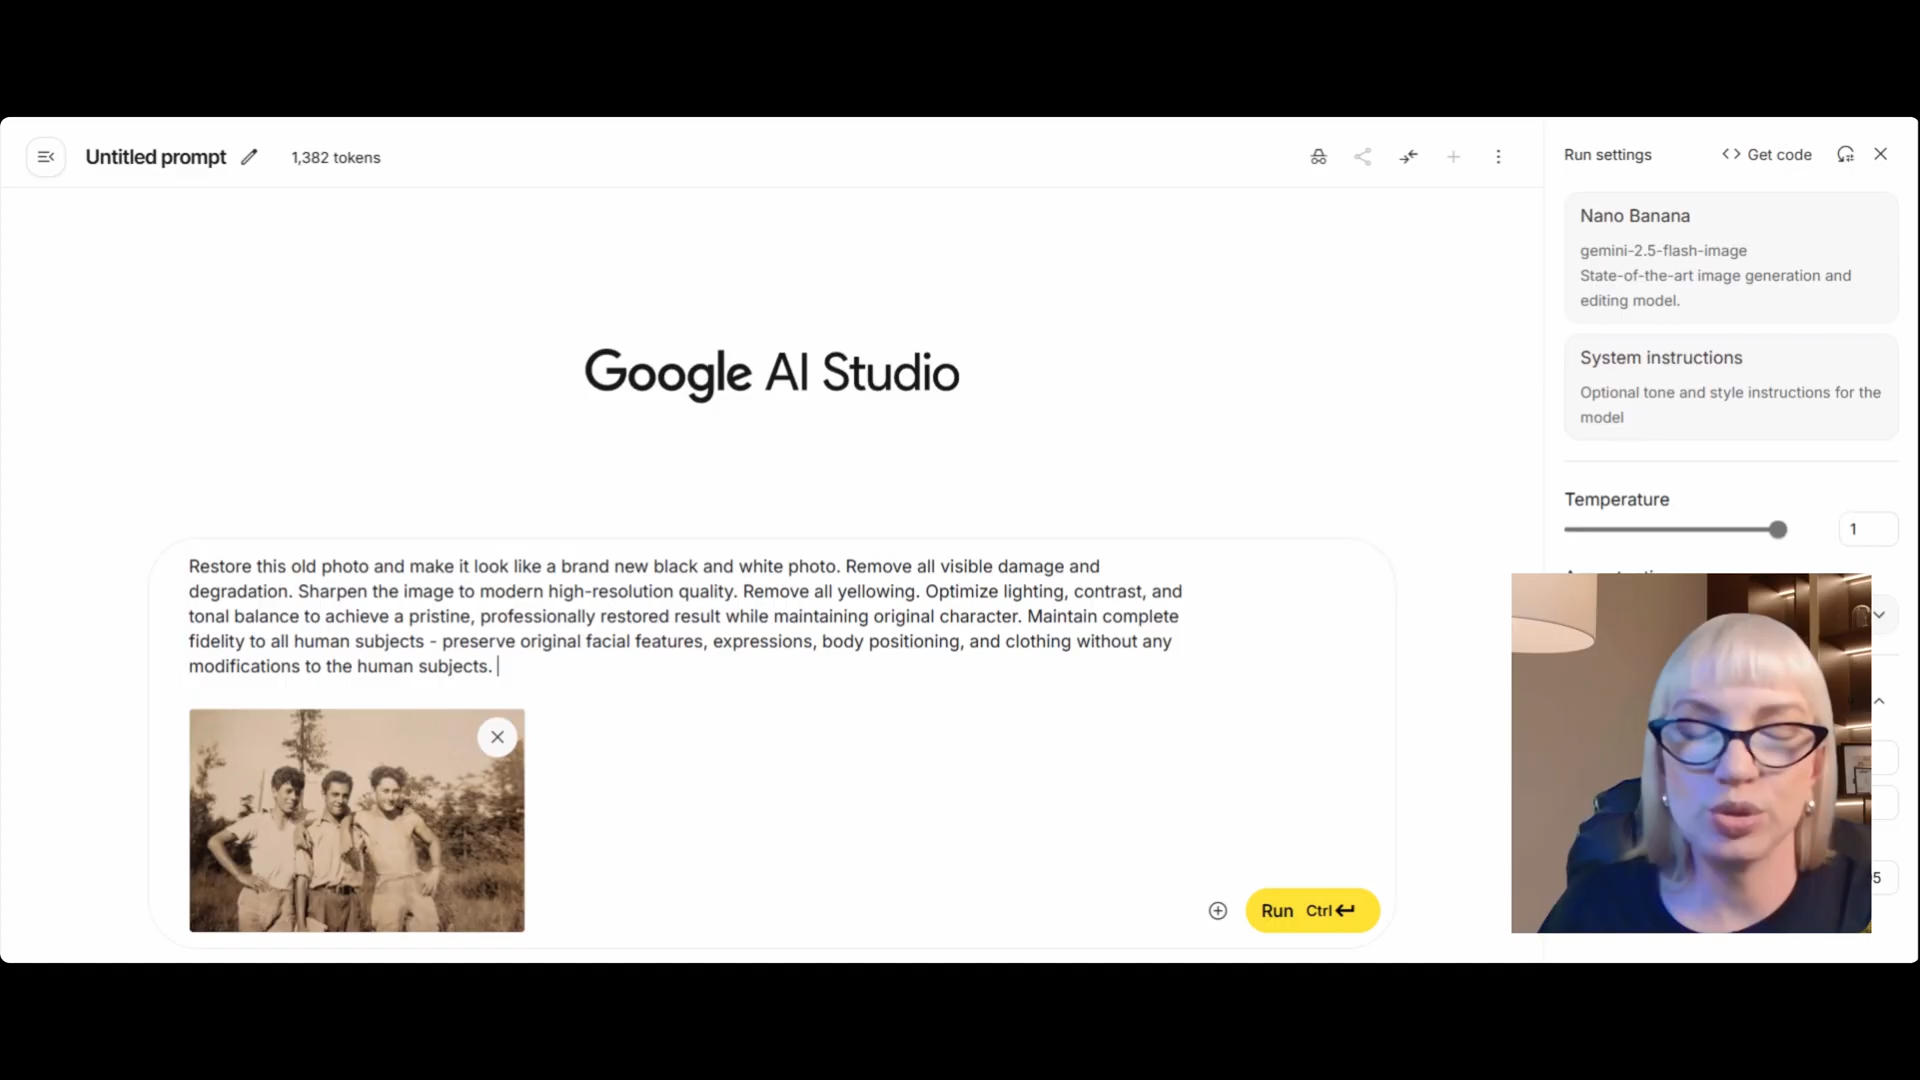 Untitled prompt
1,382 tokens
Google AI Studio
Restore this old photo and make it look like a brand new black and white photo. Remove all visible damage and
degradation. Sharpen the image to modern high-resolution quality. Remove all yellowing. Optimize lighting, contrast, and
tonal balance to achieve a pristine, professionally restored result while maintaining original character. Maintain complete
fidelity to all human subjects - preserve original facial features, expressions, body positioning, and clothing without any
modifications to the human subjects.
Run Ctrl
Run settings
Get code
Nano Banana
gemini-2.5-flash-image
State-of-the-art image generation and
editing model.
System instructions
Optional tone and style instructions for the
model
Temperature
1
5